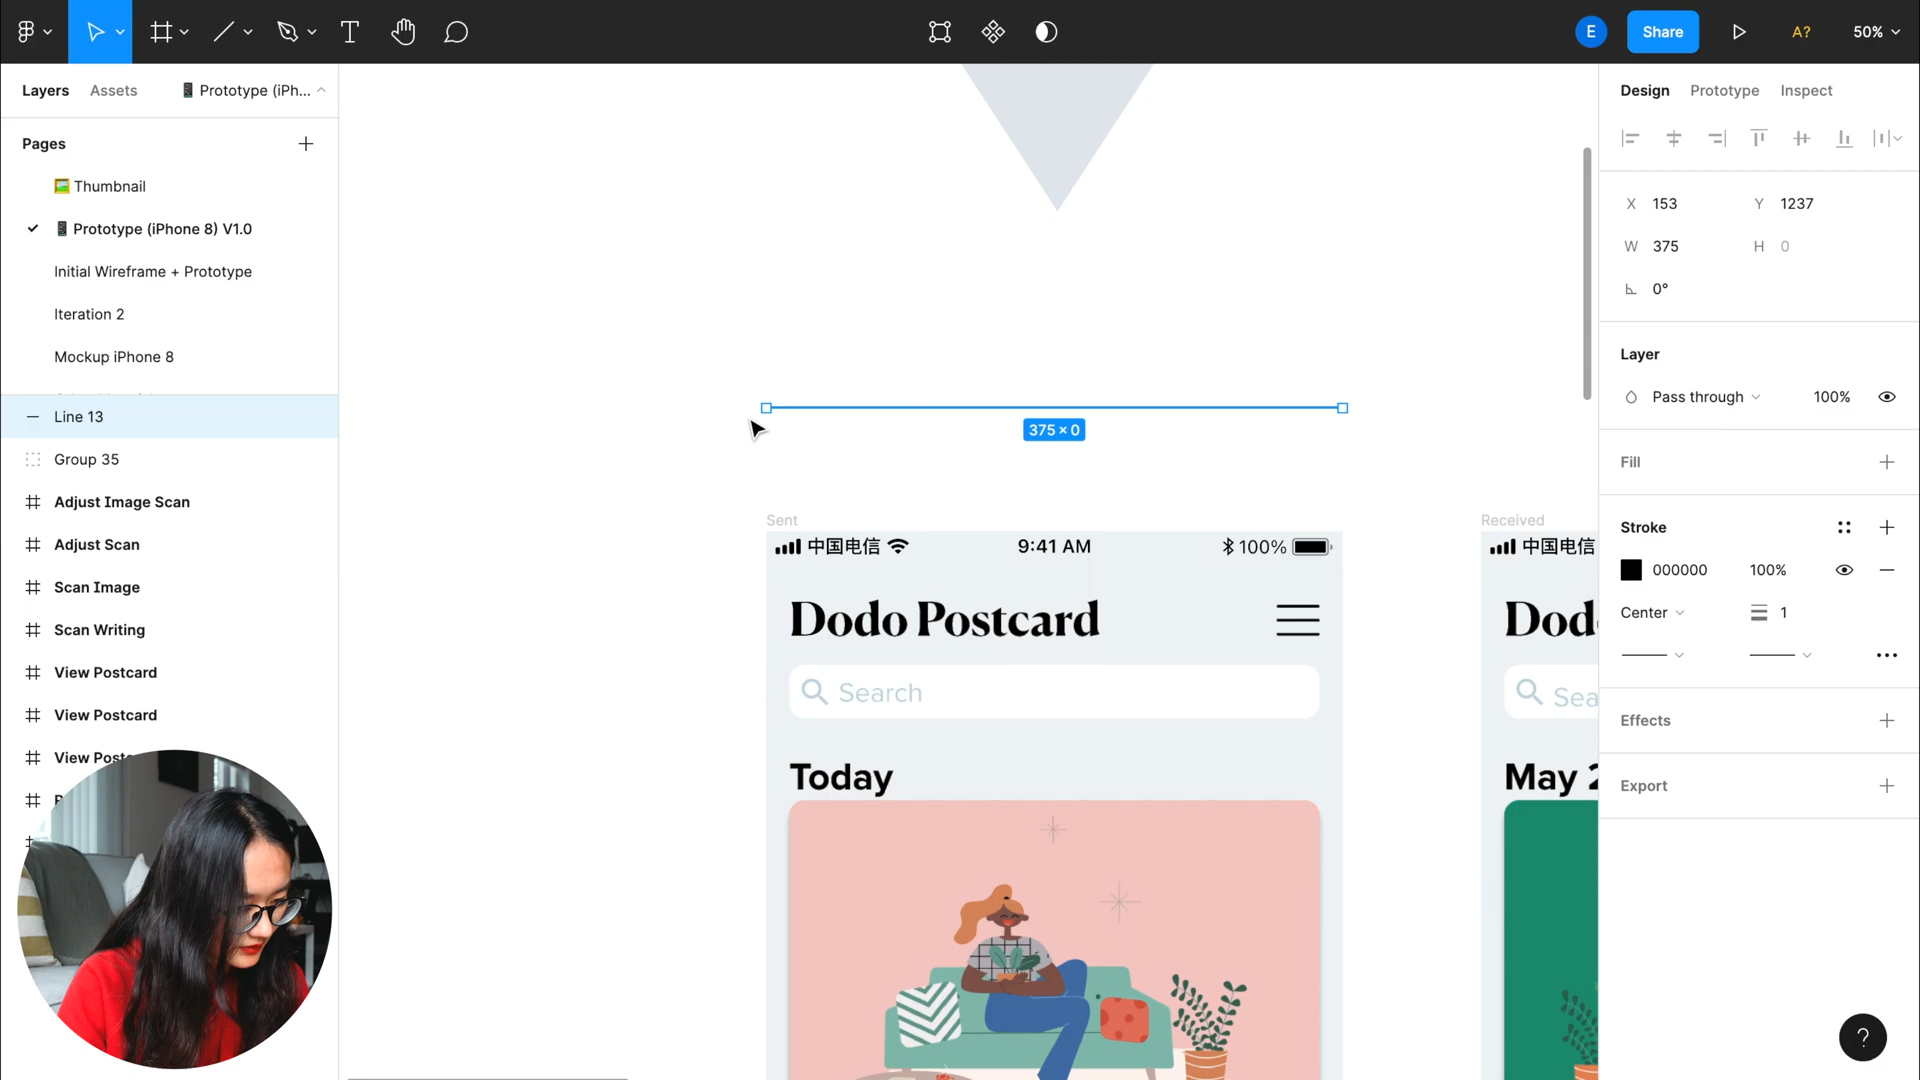 E
Share
A?
50%
Layers
Assets
Prototype (iPh...
Design
Prototype
Inspect
Pages
Thumbnail
Prototype (iPhone 8) V1.0
Initial Wireframe + Prototype
Iteration 2
Mockup iPhone 8
Line 13
Group 35
Adjust Image Scan
Adjust Scan
Scan Image
Scan Writing
View Postcard
View Postcard
375 × 0
Sent
中国电信
9:41 AM
100%
Dodo Postcard
Search
Today
Received
中国电信
May 2
X 153
Y 1237
W 375
H 0
0°
Layer
Pass through
100%
Fill
Stroke
000000
100%
Center
1
Effects
Export
?